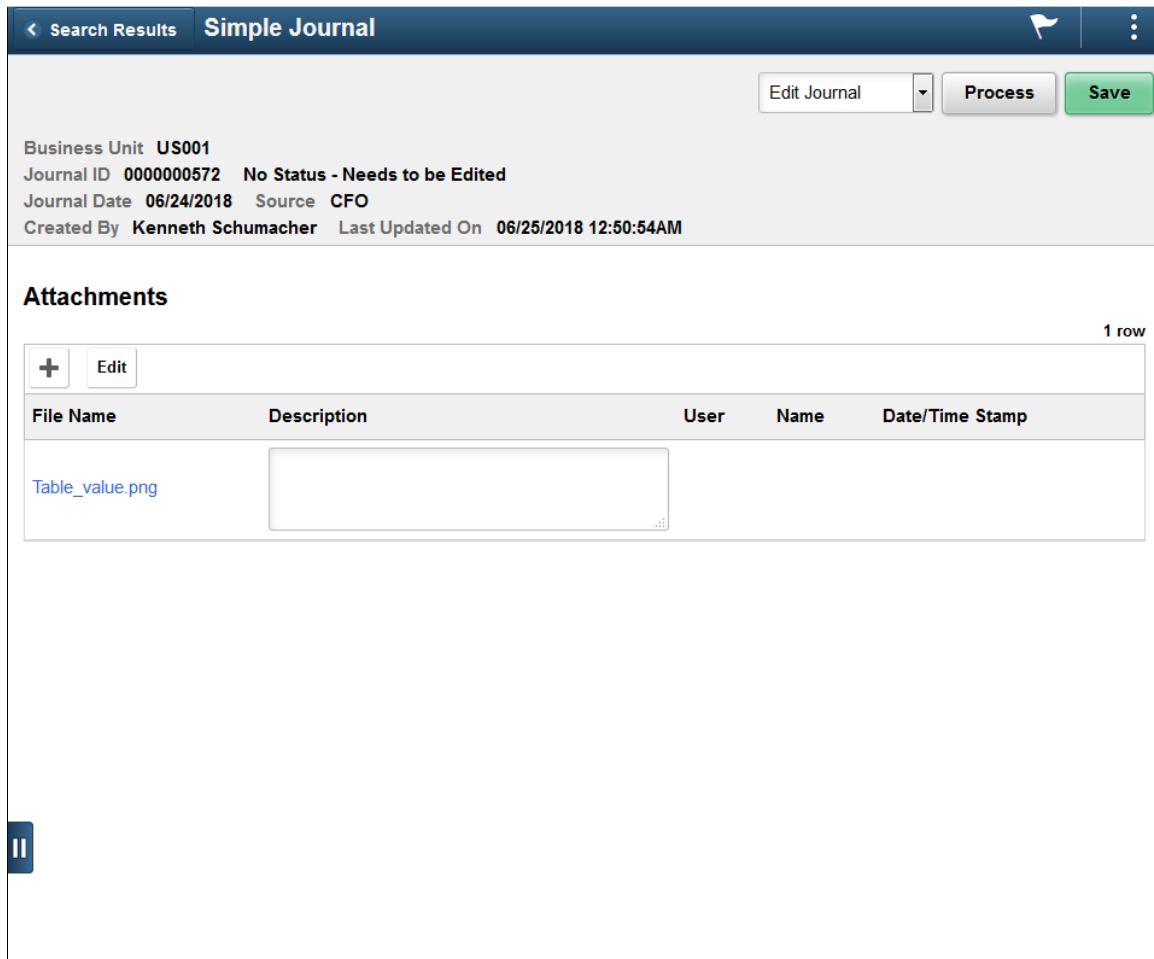 Search Results Simple Journal
Edit Journal Process Save
Business Unit US001
Journal ID 0000000572 No Status - Needs to be Edited
Journal Date 06/24/2018 Source CFO
Created By Kenneth Schumacher Last Updated On 06/25/2018 12:50:54AM
Attachments
1 row
Edit
File Name Description User Name Date/Time Stamp
Table_value.png